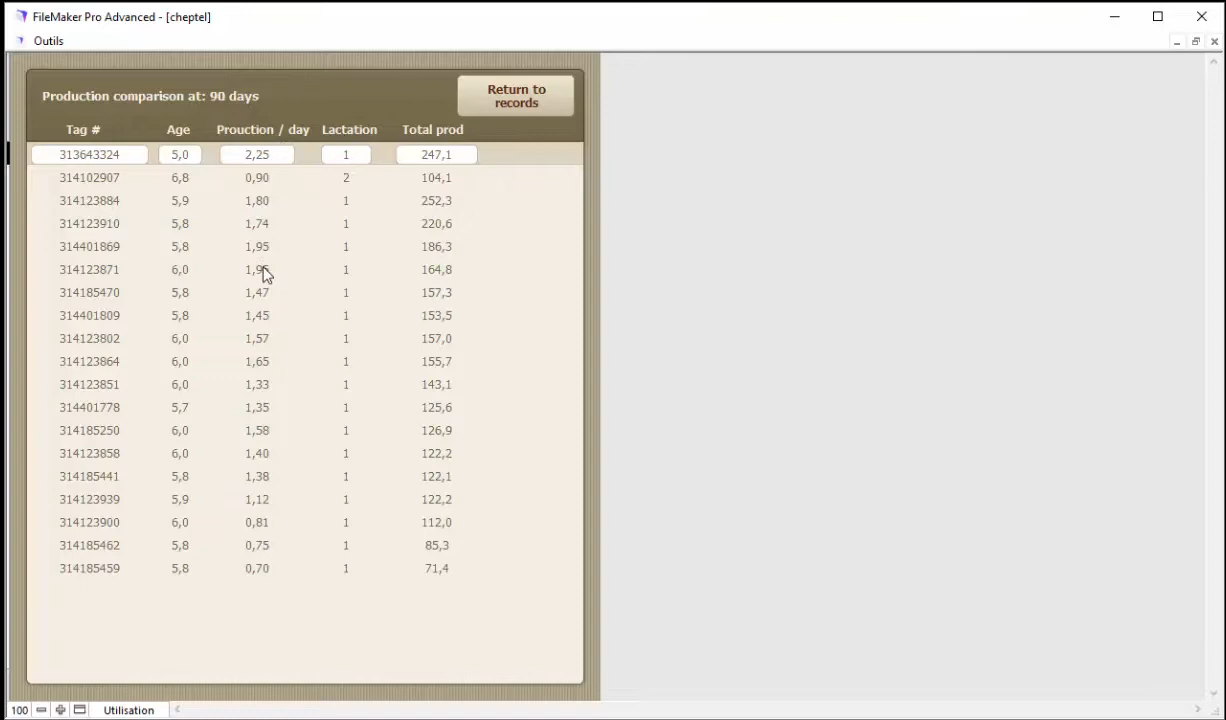 FileMaker Pro Advanced - [cheptel]
Outils
Production comparison at: 90 days
Return to records
Tag # Age Prouction / day Lactation Total prod
313643324 5,0 2,25 1 247,1
314102907 6,8 0,90 2 104,1
314123884 5,9 1,80 1 252,3
314123910 5,8 1,74 1 220,6
314401869 5,8 1,95 1 186,3
314123871 6,0 1 164,8
314185470 5,8 1,47 1 157,3
314401809 5,8 1,45 1 153,5
314123802 6,0 1,57 1 157,0
314123864 6,0 1,65 1 155,7
314123851 6,0 1,33 1 143,1
314401778 5,7 1,35 1 125,6
314185250 6,0 1,58 1 126,9
314123858 6,0 1,40 1 122,2
314185441 5,8 1,38 1 122,1
314123939 5,9 1,12 1 122,2
314123900 6,0 0,81 1 112,0
314185462 5,8 0,75 1 85,3
314185459 5,8 0,70 1 71,4
100 Utilisation